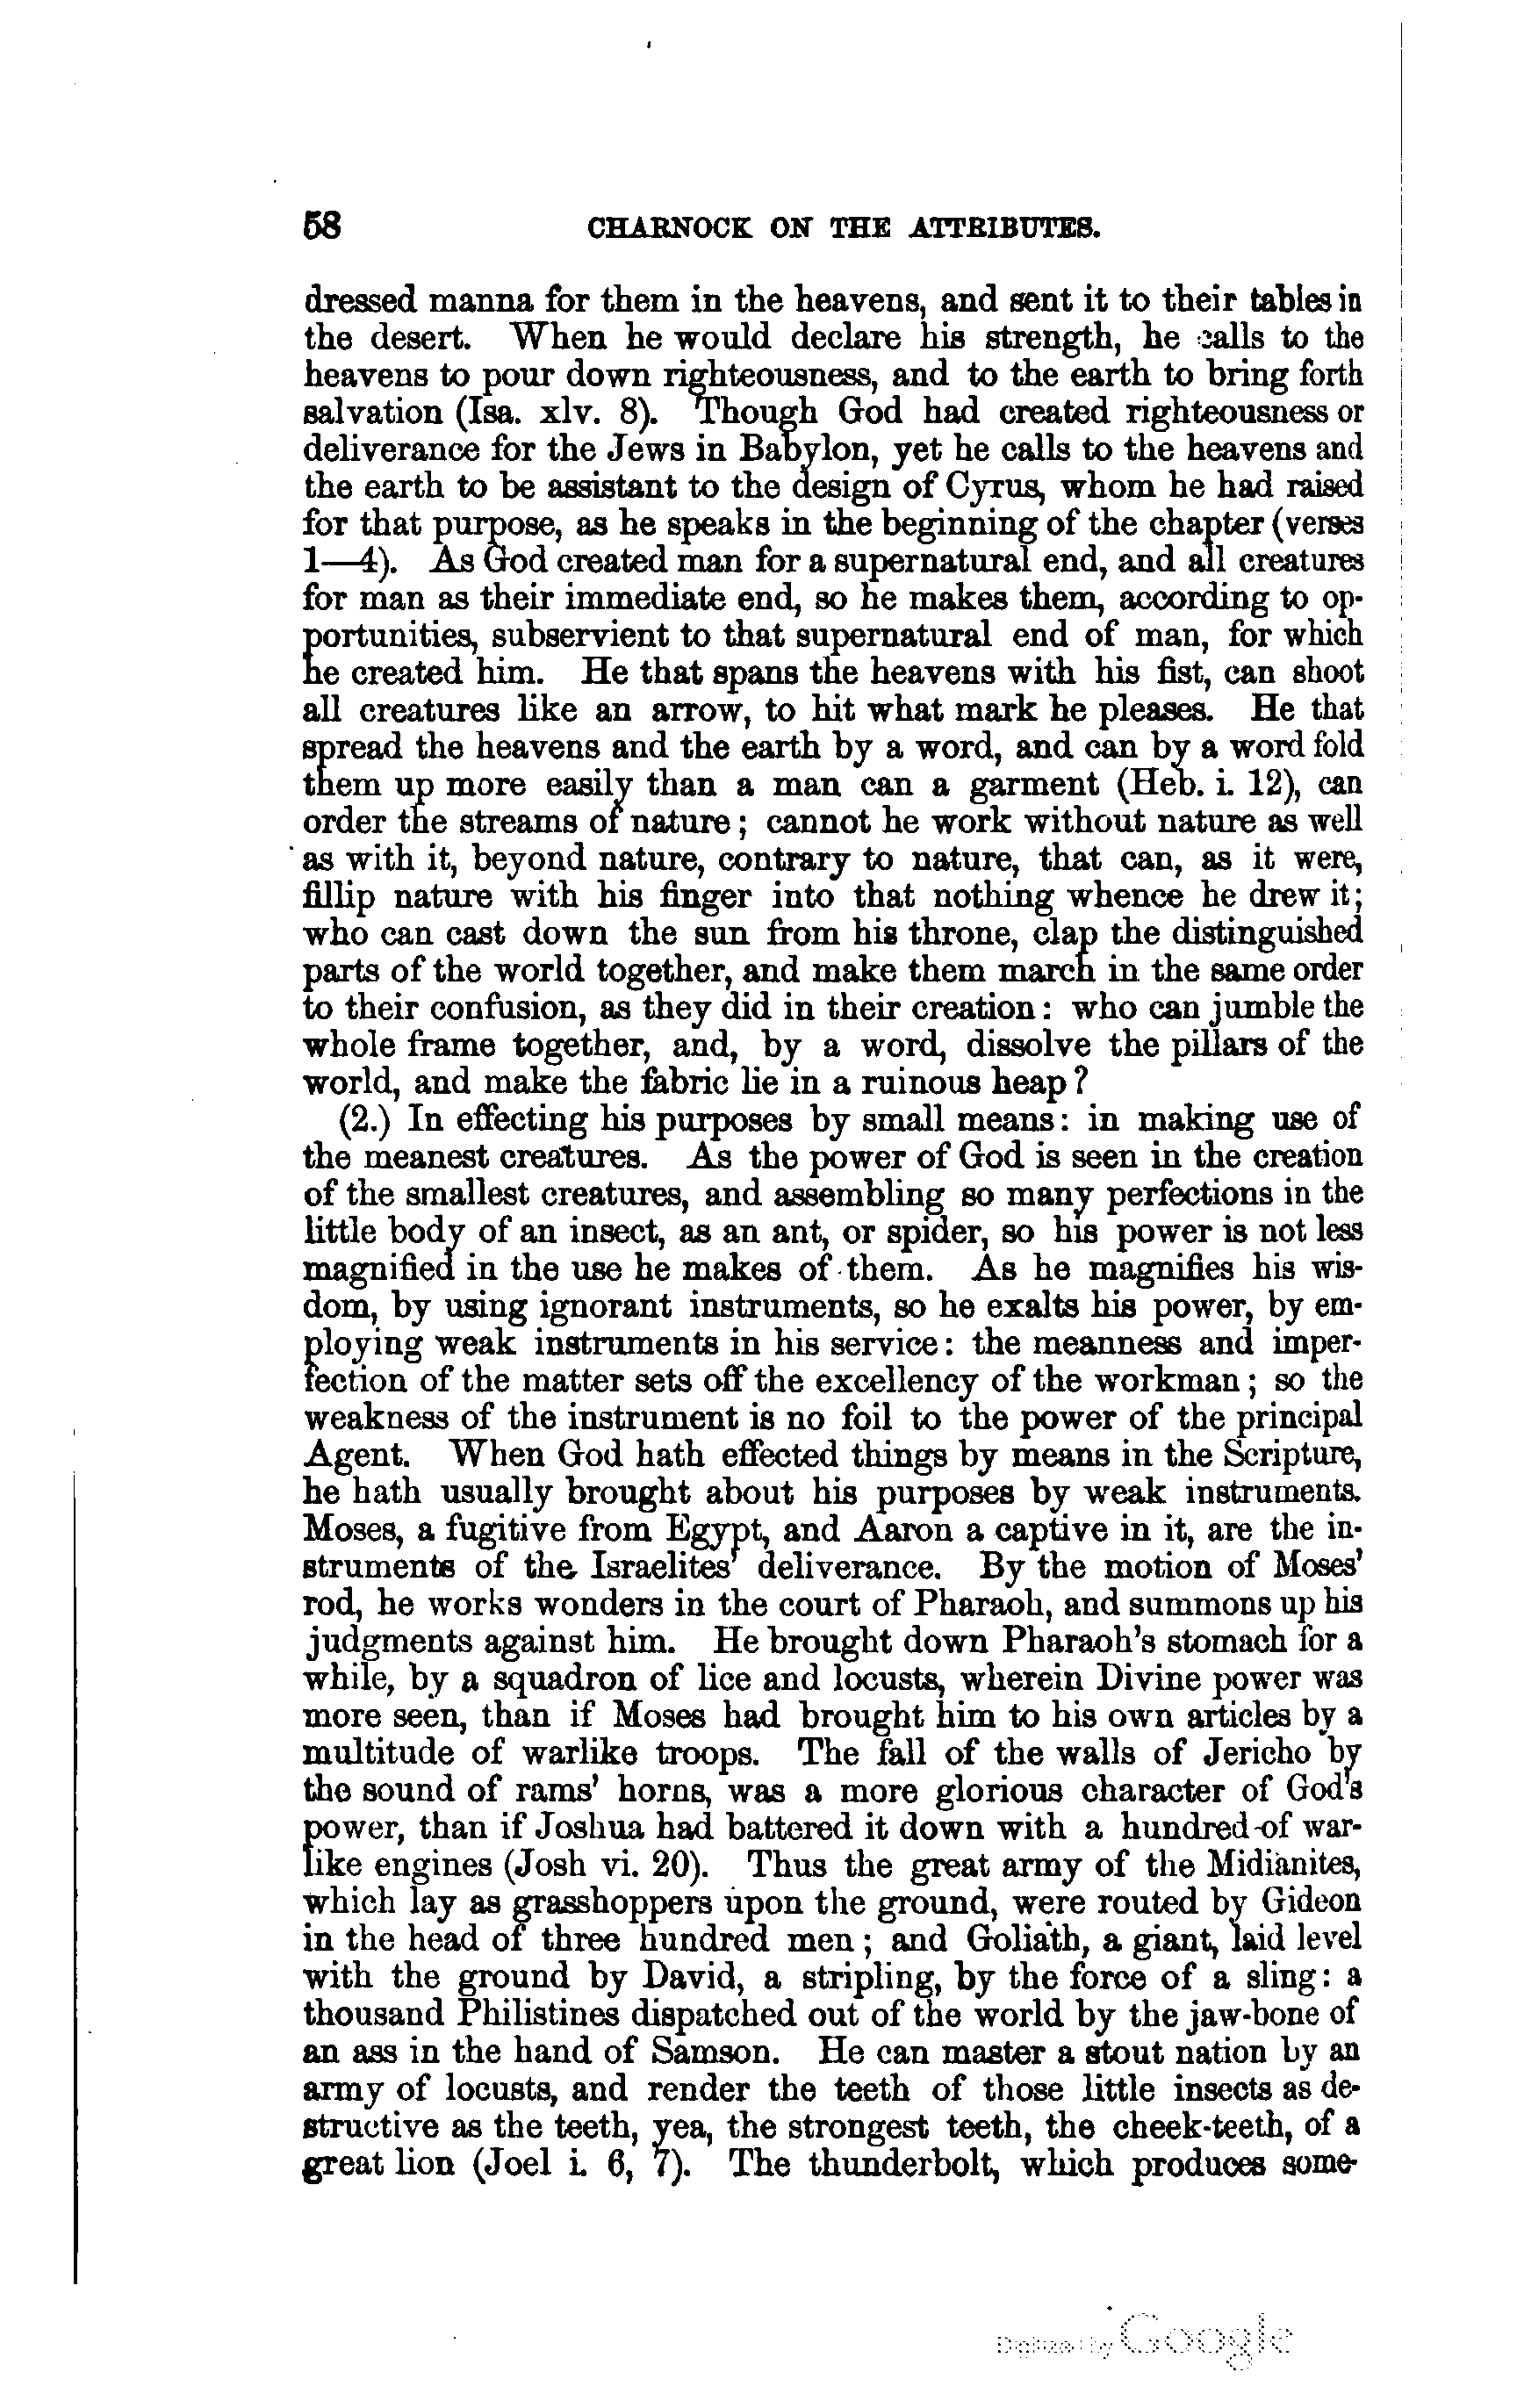 58 CHARNOCK ON THE ATTRIBUTES.
dressed manna for them in the heavens, and sent it to their tables in
the desert. When he would declare his strength, he calls to the
heavens to pour down righteousness, and to the earth to bring forth
salvation (Isa. xlv. 8). Though God had created righteousness or
deliverance for the Jews in Babylon, yet he calls to the heavens and
the earth to be assistant to the design of Cyrus, whom he had raised
for that purpose, as he speaks in the beginning of the chapter (verses
1—4). As God created man for a supernatural end, and all creatures
for man as their immediate end, so he makes them, according to op-
portunities, subservient to that supernatural end of man, for which
he created him. He that spans the heavens with his fist, can shoot
all creatures like an arrow, to hit what mark he pleases. He that
spread the heavens and the earth by a word, and can by a word fold
them up more easily than a man can a garment (Heb. i. 12), can
order the streams of nature; cannot he work without nature as well
as with it, beyond nature, contrary to nature, that can, as it were,
fillip nature with his finger into that nothing whence he drew it;
who can cast down the sun from his throne, clap the distinguished
parts of the world together, and make them march in the same order
to their confusion, as they did in their creation: who can jumble the
whole frame together, and, by a word, dissolve the pillars of the
world, and make the fabric lie in a ruinous heap?
(2.) In effecting his purposes by small means: in making use of
the meanest creatures. As the power of God is seen in the creation
of the smallest creatures, and assembling so many perfections in the
little body of an insect, as an ant, or spider, so his power is not less
magnified in the use he makes of them. As he magnifies his wis-
dom, by using ignorant instruments, so he exalts his power, by em-
ploying weak instruments in his service: the meanness and imper-
fection of the matter sets off the excellency of the workman; so the
weakness of the instrument is no foil to the power of the principal
Agent. When God hath effected things by means in the Scripture,
he hath usually brought about his purposes by weak instruments.
Moses, a fugitive from Egypt, and Aaron a captive in it, are the in-
struments of the Israelites' deliverance. By the motion of Moses'
rod, he works wonders in the court of Pharaoh, and summons up his
judgments against him. He brought down Pharaoh's stomach for a
while, by a squadron of lice and locusts, wherein Divine power was
more seen, than if Moses had brought him to his own articles by a
multitude of warlike troops. The fall of the walls of Jericho by
the sound of rams' horns, was a more glorious character of God's
power, than if Joshua had battered it down with a hundred of war-
like engines (Josh vi. 20). Thus the great army of the Midianites,
which lay as grasshoppers upon the ground, were routed by Gideon
in the head of three hundred men; and Goliath, a giant, laid level
with the ground by David, a stripling, by the force of a sling: a
thousand Philistines dispatched out of the world by the jaw-bone of
an ass in the hand of Samson. He can master a stout nation by an
army of locusts, and render the teeth of those little insects as de-
structive as the teeth, yea, the strongest teeth, the cheek-teeth, of a
great lion (Joel i. 6, 7). The thunderbolt, which produces some-
Digitized by Google